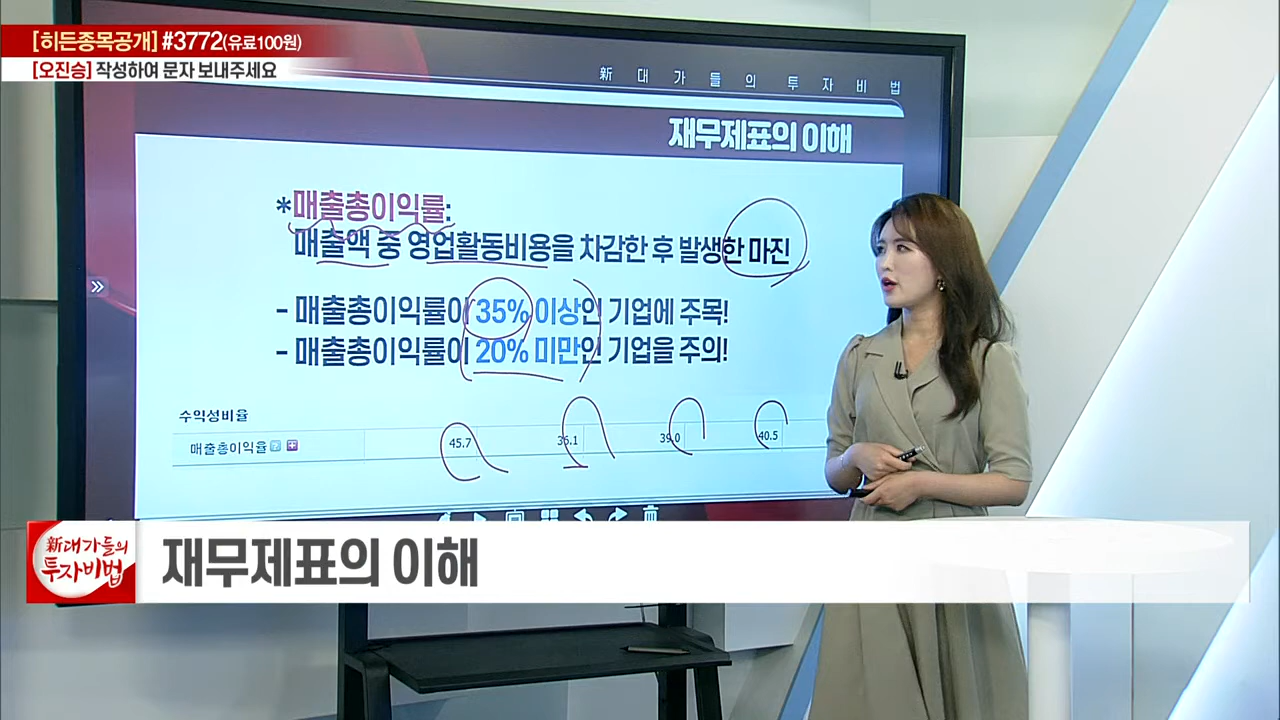 [히든종목공개] #3772(유료100원)
[오진승] 작성하여 문자 보내주세요
新 대가들의 투자비법
재무제표의 이해
*매출총이익률:
매출액 중 영업활동비용을 차감한 후 발생한 마진
- 매출총이익률이 35% 이상인 기업에 주목!
- 매출총이익률이 20% 미만인 기업을 주의!
수익성비율
매출총이익률 45.7 36.1 39.0 40.5
新대가들의
투자비법
재무제표의 이해